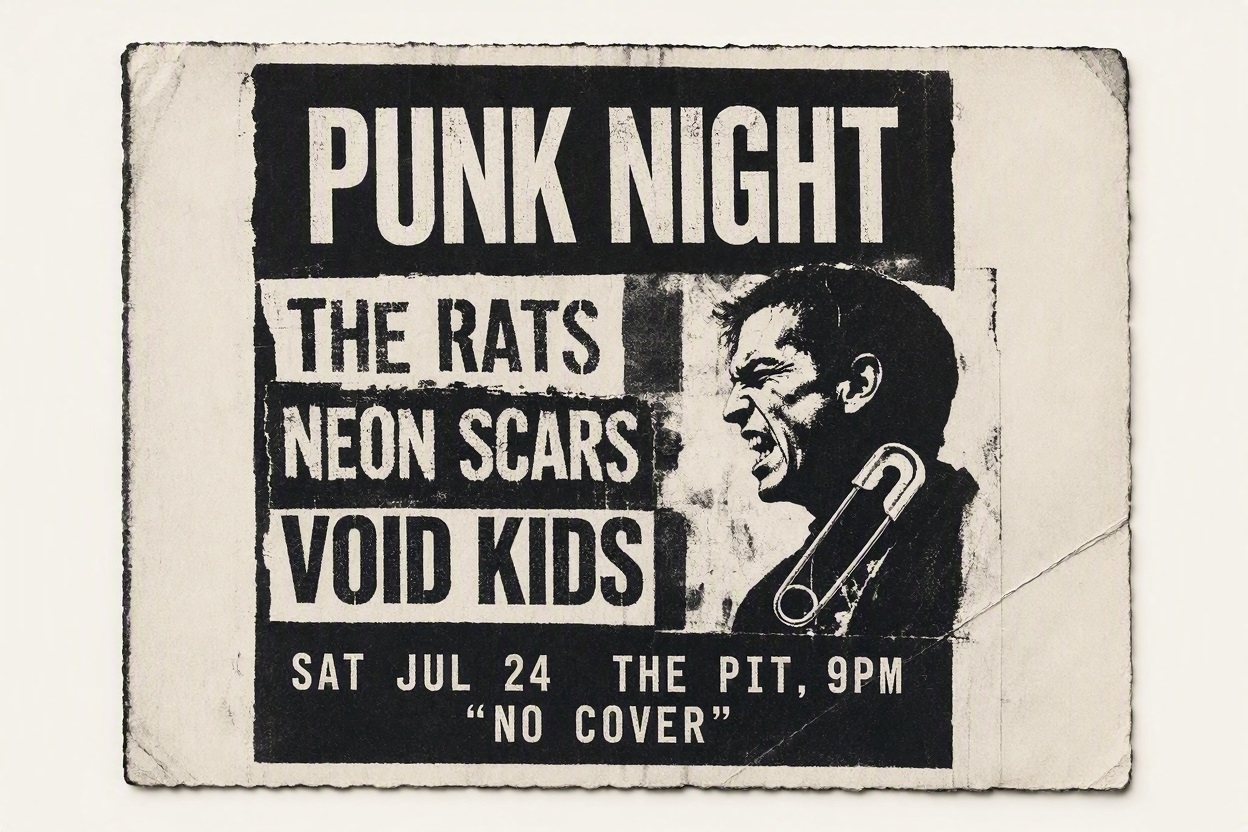 PUNK NIGHT
THE RATS
NEON SCARS
VOID KIDS
SAT JUL 24 THE PIT, 9PM
“NO COVER”